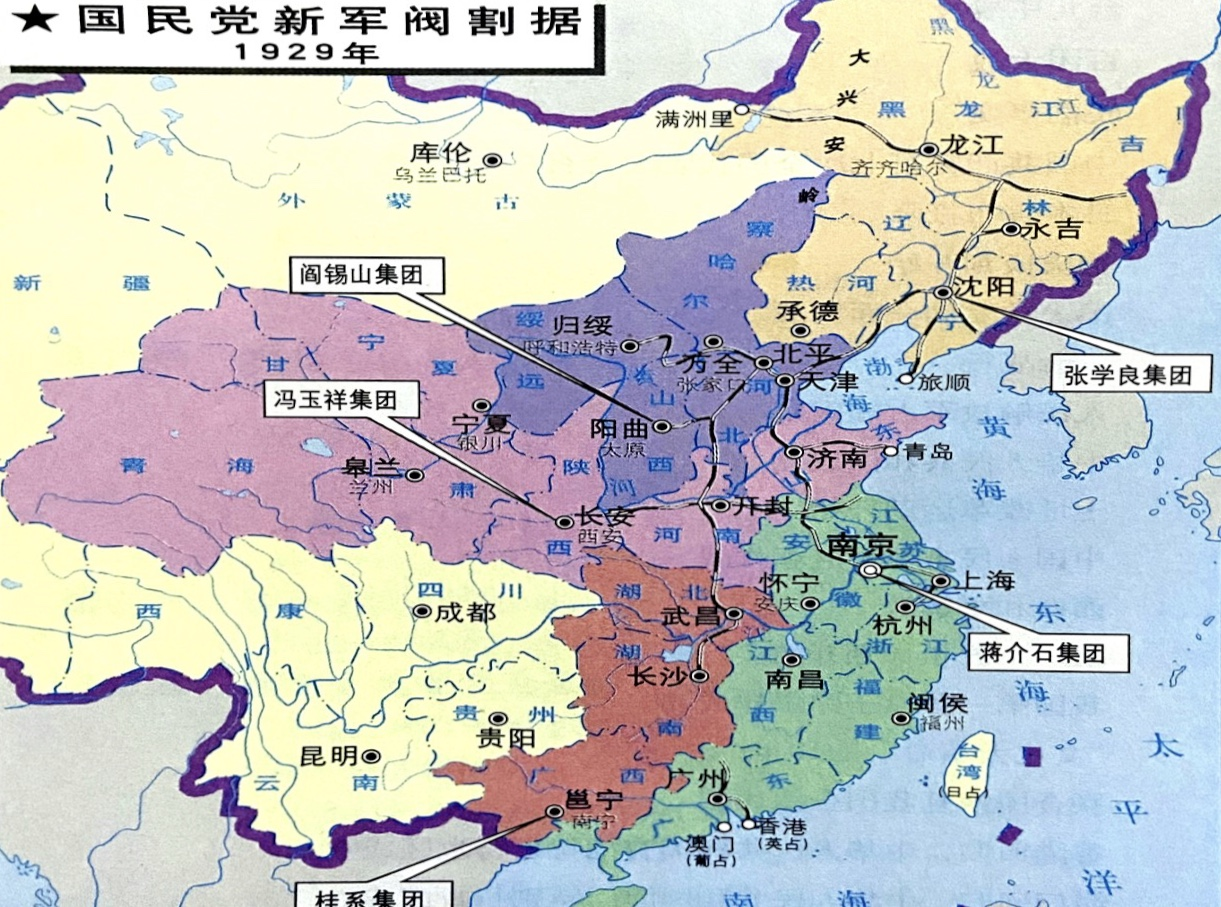 ★国民党新军阀割据
1929年
黑
龙
江
大
兴
安
岭
黑龙江
满洲里
龙江
齐齐哈尔
吉
林
永吉
库伦
乌兰巴托
外蒙古
新疆
察
哈
尔
辽
宁
热河
承德
沈阳
张学良集团
阎锡山集团
绥
远
归绥
呼和浩特
万全
张家口
北平
天津
河
北
渤
海
旅顺
甘
肃
宁
夏
冯玉祥集团
宁夏
银川
阳曲
太原
山
西
济南
山
东
青岛
黄
海
青海
皋兰
兰州
陕
西
河
长安
西安
开封
河南
江
苏
安
徽
南京
上海
怀宁
安庆
杭州
浙江
东
海
蒋介石集团
西康
四川
成都
湖北
武昌
湖
南
长沙
江
西
南昌
福
建
闽侯
福州
贵州
贵阳
昆明
云南
广西
邕宁
南宁
广州
广
东
台
湾
(日占)
香港
(英占)
澳门
(葡占)
太
平
洋
南海
桂系集团